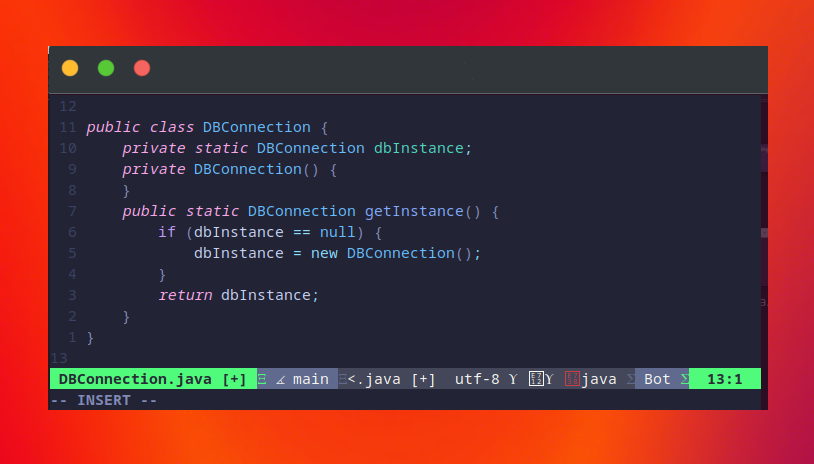 12
11 public class DBConnection {
10 private static DBConnection dbInstance;
9 private DBConnection() {
8 }
7 public static DBConnection getInstance() {
6 if (dbInstance == null) {
5 dbInstance = new DBConnection();
4 }
3 return dbInstance;
2 }
1 }
13
DBConnection.java [+] main <.java [+] utf-8 java Bot 13:1
-- INSERT --